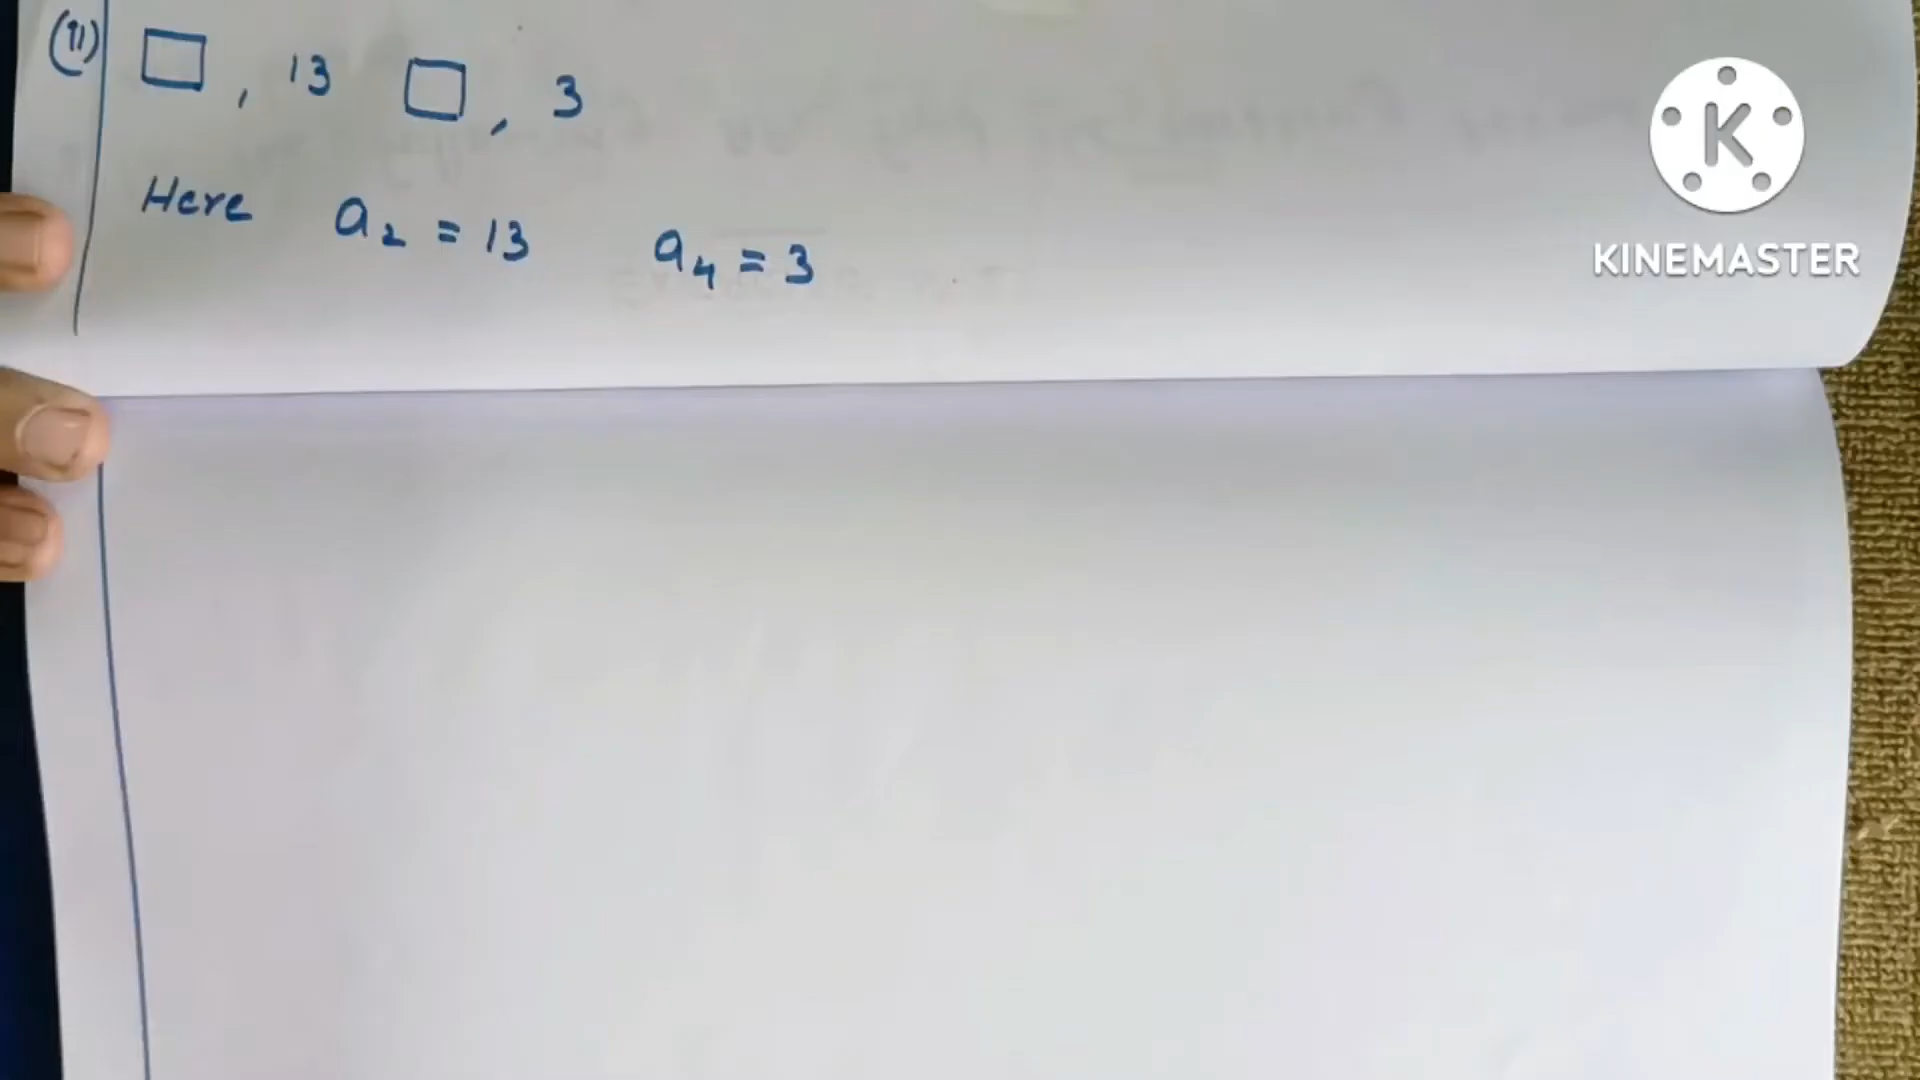 (ii) □, 13 □, 3
Here a₂ = 13 a₄ = 3
K
KINEMASTER